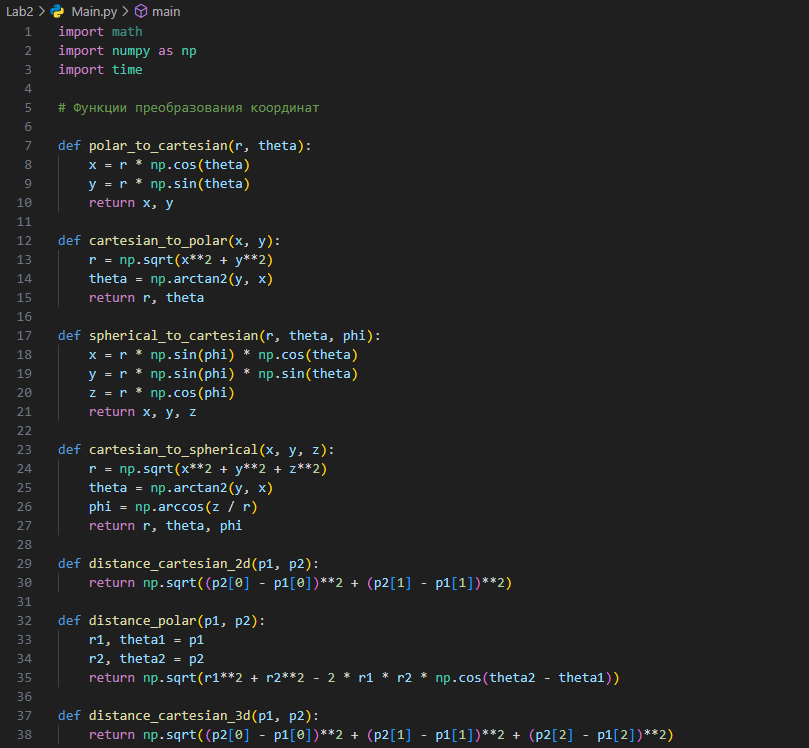 Lab2 > Main.py > main
1 import math
2 import numpy as np
3 import time
4
5 # Функции преобразования координат
6
7 def polar_to_cartesian(r, theta):
8     x = r * np.cos(theta)
9     y = r * np.sin(theta)
10     return x, y
11
12 def cartesian_to_polar(x, y):
13     r = np.sqrt(x**2 + y**2)
14     theta = np.arctan2(y, x)
15     return r, theta
16
17 def spherical_to_cartesian(r, theta, phi):
18     x = r * np.sin(phi) * np.cos(theta)
19     y = r * np.sin(phi) * np.sin(theta)
20     z = r * np.cos(phi)
21     return x, y, z
22
23 def cartesian_to_spherical(x, y, z):
24     r = np.sqrt(x**2 + y**2 + z**2)
25     theta = np.arctan2(y, x)
26     phi = np.arccos(z / r)
27     return r, theta, phi
28
29 def distance_cartesian_2d(p1, p2):
30     return np.sqrt((p2[0] - p1[0])**2 + (p2[1] - p1[1])**2)
31
32 def distance_polar(p1, p2):
33     r1, theta1 = p1
34     r2, theta2 = p2
35     return np.sqrt(r1**2 + r2**2 - 2 * r1 * r2 * np.cos(theta2 - theta1))
36
37 def distance_cartesian_3d(p1, p2):
38     return np.sqrt((p2[0] - p1[0])**2 + (p2[1] - p1[1])**2 + (p2[2] - p1[2])**2)